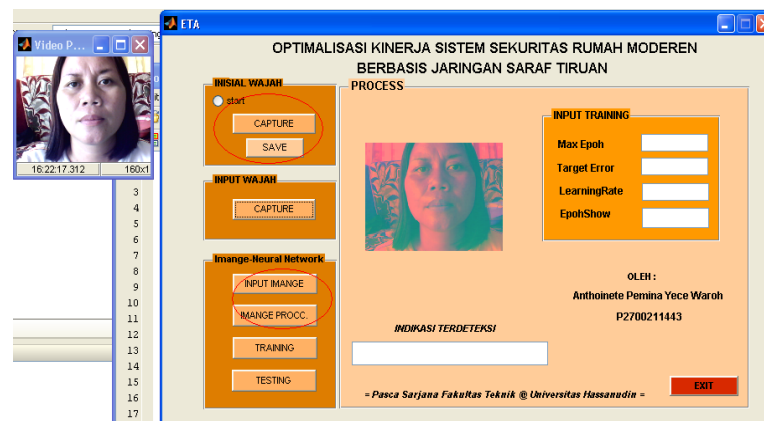 ETA
Video P...
OPTIMALISASI KINERJA SISTEM SEKURITAS RUMAH MODEREN
BERBASIS JARINGAN SARAF TIRUAN
INISIAL WAJAH
start
CAPTURE
SAVE
16:22:17.312
160x1
INPUT WAJAH
CAPTURE
Imange-Neural Network
INPUT IMANGE
IMANGE PROCC.
TRAINING
TESTING
PROCESS
INPUT TRAINING
Max Epoh
Target Error
LearningRate
EpohShow
OLEH :
Anthoinete Pemina Yece Waroh
P2700211443
INDIKASI TERDETEKSI
= Pasca Sarjana Fakultas Teknik @ Universitas Hassanudin =
EXIT
3
4
5
6
7
8
9
10
11
12
13
14
15
16
17